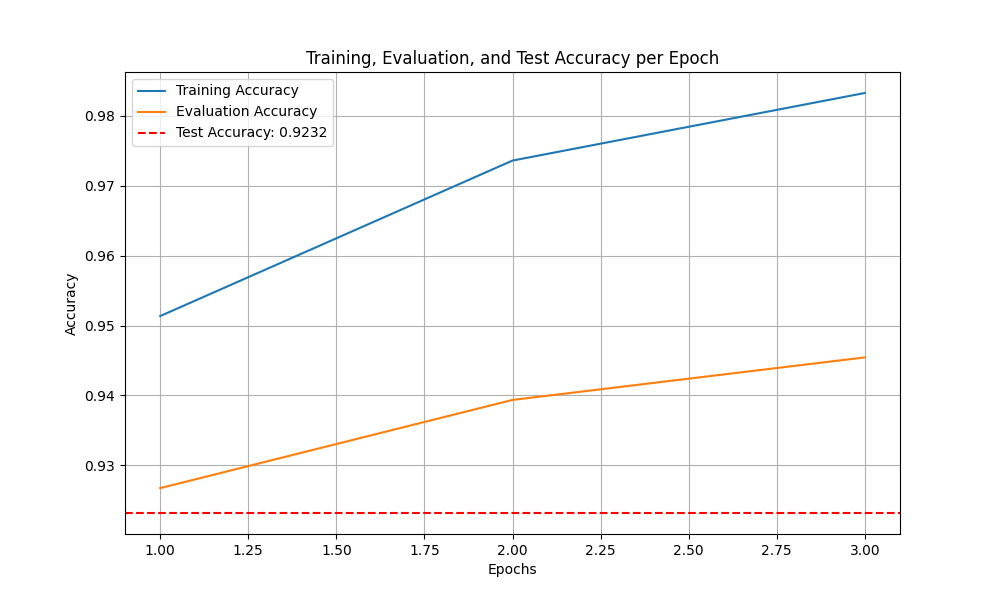 Training, Evaluation, and Test Accuracy per Epoch
Training Accuracy
Evaluation Accuracy
Test Accuracy: 0.9232
0.98
0.97
0.96
0.95
0.94
0.93
Accuracy
1.00 1.25 1.50 1.75 2.00 2.25 2.50 2.75 3.00
Epochs